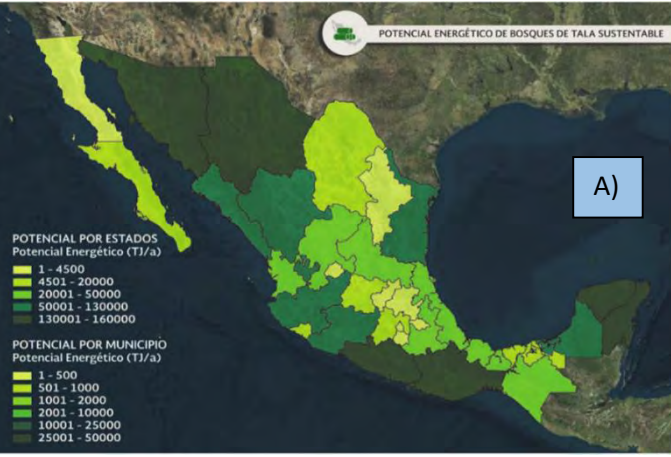 POTENCIAL ENERGÉTICO DE BOSQUES DE TALA SUSTENTABLE
A)
POTENCIAL POR ESTADOS
Potencial Energético (TJ/a)
1 - 4500
4501 - 20000
20001 - 50000
50001 - 130000
130001 - 160000
POTENCIAL POR MUNICIPIO
Potencial Energético (TJ/a)
1 - 500
501 - 1000
1001 - 2000
2001 - 10000
10001 - 25000
25001 - 50000